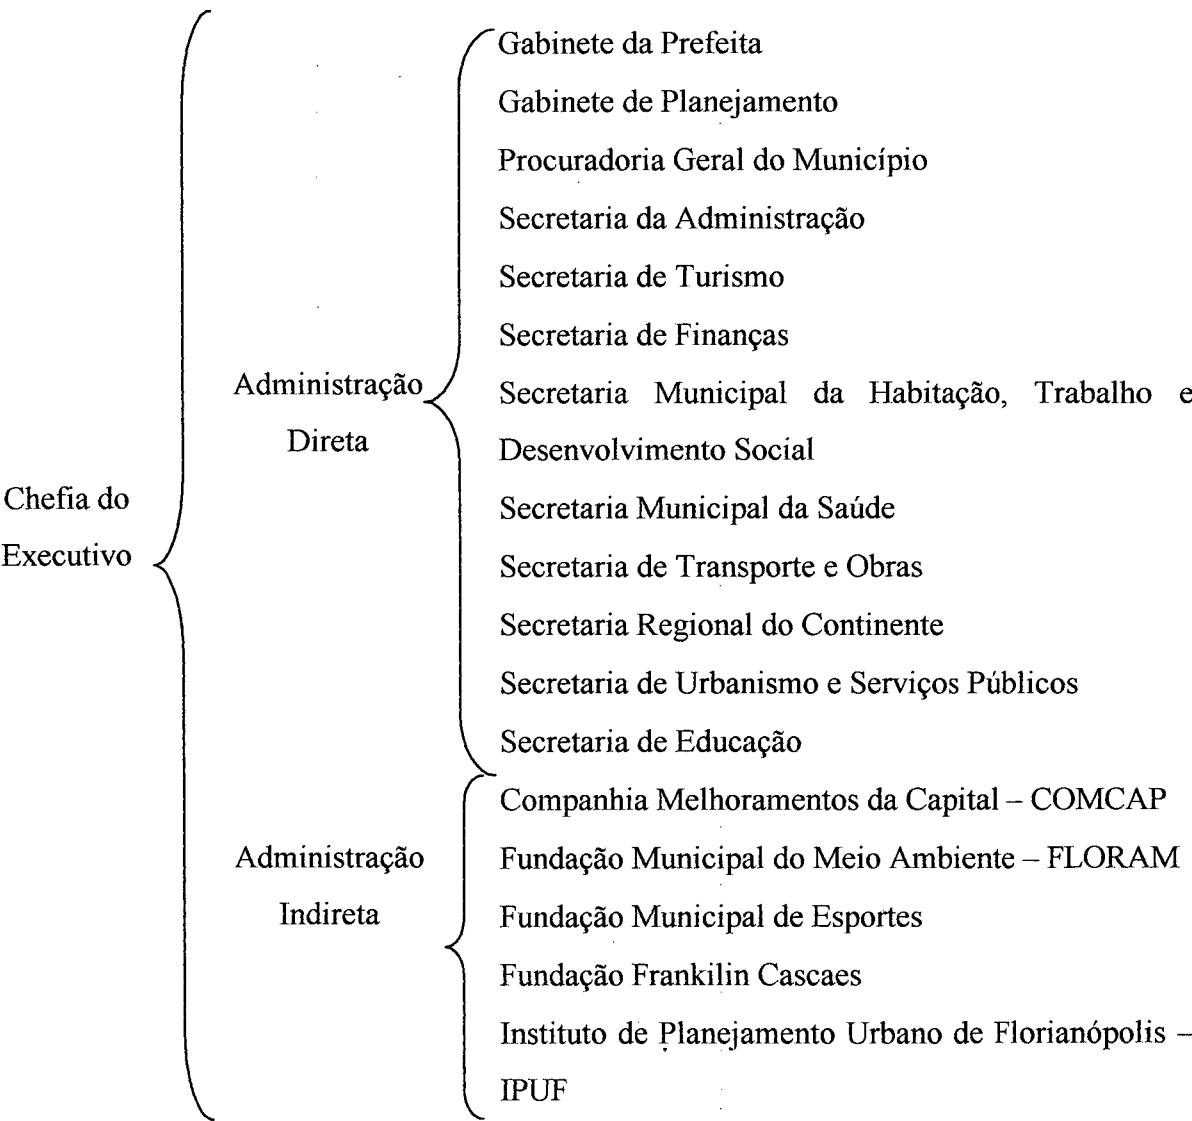 Gabinete da Prefeita
Gabinete de Planejamento
Procuradoria Geral do Município
Secretaria da Administração
Secretaria de Turismo
Secretaria de Finanças
Administração
Direta
Secretaria Municipal da Habitação, Trabalho e
Desenvolvimento Social
Chefia do
Executivo
Secretaria Municipal da Saúde
Secretaria de Transporte e Obras
Secretaria Regional do Continente
Secretaria de Urbanismo e Serviços Públicos
Secretaria de Educação
Administração
Indireta
Companhia Melhoramentos da Capital – COMCAP
Fundação Municipal do Meio Ambiente – FLORAM
Fundação Municipal de Esportes
Fundação Frankilin Cascaes
Instituto de Planejamento Urbano de Florianópolis –
IPUF